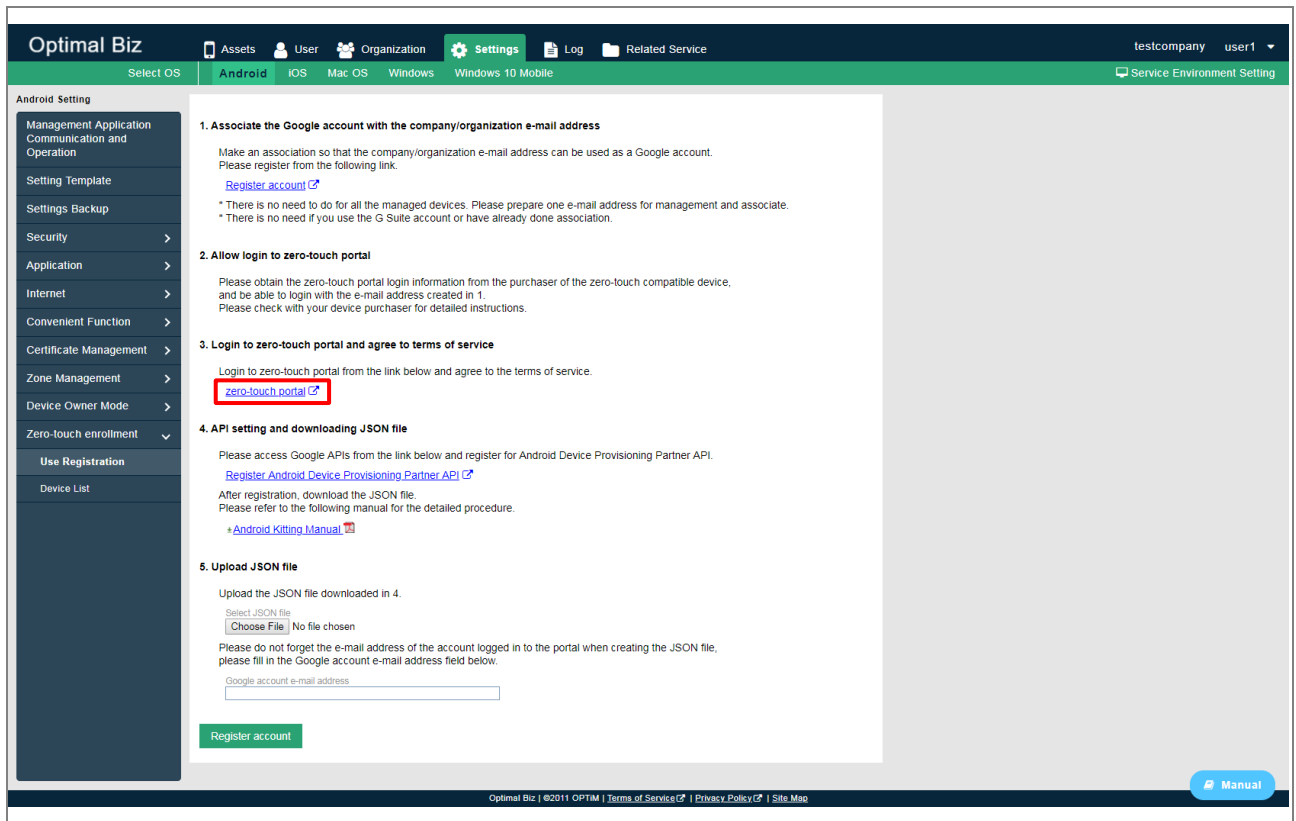 Optimal Biz
Assets User Organization Settings Log Related Service
testcompany user1
Select OS
Android iOS Mac OS Windows Windows 10 Mobile
Service Environment Setting
Android Setting
Management Application
Communication and
Operation
Setting Template
Settings Backup
Security
Application
Internet
Convenient Function
Certificate Management
Zone Management
Device Owner Mode
Zero-touch enrollment
Use Registration
Device List
1. Associate the Google account with the company/organization e-mail address
Make an association so that the company/organization e-mail address can be used as a Google account.
Please register from the following link.
Register account
* There is no need to do for all the managed devices. Please prepare one e-mail address for management and associate.
* There is no need if you use the G Suite account or have already done association.
2. Allow login to zero-touch portal
Please obtain the zero-touch portal login information from the purchaser of the zero-touch compatible device,
and be able to login with the e-mail address created in 1.
Please check with your device purchaser for detailed instructions.
3. Login to zero-touch portal and agree to terms of service
Login to zero-touch portal from the link below and agree to the terms of service.
zero-touch portal
4. API setting and downloading JSON file
Please access Google APIs from the link below and register for Android Device Provisioning Partner API.
Register Android Device Provisioning Partner API
After registration, download the JSON file.
Please refer to the following manual for the detailed procedure.
Android Kitting Manual
5. Upload JSON file
Upload the JSON file downloaded in 4.
Select JSON file
Choose File No file chosen
Please do not forget the e-mail address of the account logged in to the portal when creating the JSON file,
please fill in the Google account e-mail address field below.
Google account e-mail address
Register account
Manual
Optimal Biz | ©2011 OPTiM | Terms of Service | Privacy Policy | Site Map